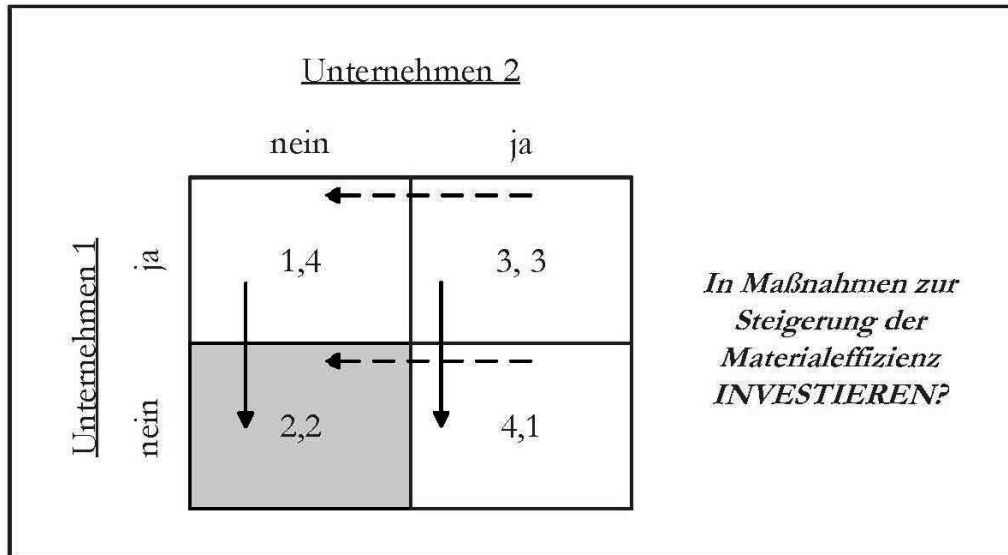 Unternehmen 2
nein ja
Unternehmen 1
ja
1,4 3, 3
nein
2,2 4,1
In Maßnahmen zur
Steigerung der
Materialeffizienz
INVESTIEREN?